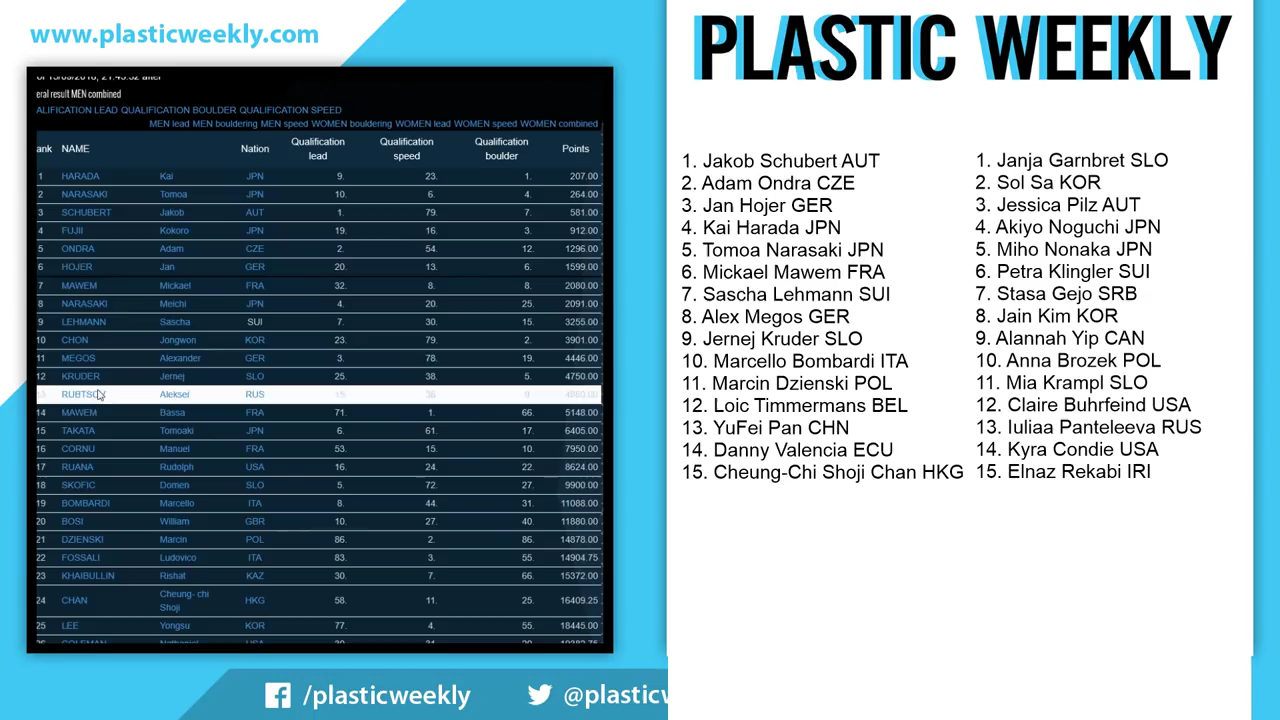 www.plasticweekly.com
PLASTIC WEEKLY
eral result MEN combined
ALIFICATION LEAD QUALIFICATION BOULDER QUALIFICATION SPEED
MEN lead MEN bouldering MEN speed WOMEN bouldering WOMEN lead WOMEN speed WOMEN combined
ank NAME Nation Qualification lead Qualification speed Qualification boulder Points
1 HARADA Kai JPN 9. 23. 1. 207.00
2 NARASAKI Tomoa JPN 10. 6. 4. 264.00
3 SCHUBERT Jakob AUT 1. 79. 7. 581.00
4 FUJII Kokoro JPN 19. 16. 3. 912.00
5 ONDRA Adam CZE 2. 54. 12. 1296.00
6 HOJER Jan GER 20. 13. 6. 1599.00
7 MAWEM Mickael FRA 32. 8. 8. 2080.00
8 NARASAKI Meichi JPN 4. 20. 25. 2091.00
9 LEHMANN Sascha SUI 7. 30. 15. 3255.00
10 CHON Jongwon KOR 23. 79. 2. 3901.00
11 MEGOS Alexander GER 3. 78. 19. 4446.00
12 KRUDER Jernej SLO 25. 38. 5. 4750.00
Aleksei RUS
14 MAWEM Bassa FRA 71. 1. 66. 5148.00
15 TAKATA Tomoaki JPN 6. 61. 17. 6405.00
16 CORNU Manuel FRA 53. 15. 10. 7950.00
17 RUANA Rudolph USA 16. 24. 22. 8624.00
18 SKOFIC Domen SLO 5. 72. 27. 9900.00
19 BOMBARDI Marcello ITA 8. 44. 31. 11088.00
20 BOSI William GBR 10. 27. 40. 11880.00
21 DZIENSKI Marcin POL 86. 2. 86. 14878.00
22 FOSSALI Ludovico ITA 83. 3. 55. 14904.75
23 KHAIBULLIN Rishat KAZ 30. 7. 66. 15372.00
24 CHAN Cheung- chi Shoji HKG 58. 11. 25. 16409.25
25 LEE Yongsu KOR 77. 4. 55. 18445.00
1. Jakob Schubert AUT
2. Adam Ondra CZE
3. Jan Hojer GER
4. Kai Harada JPN
5. Tomoa Narasaki JPN
6. Mickael Mawem FRA
7. Sascha Lehmann SUI
8. Alex Megos GER
9. Jernej Kruder SLO
10. Marcello Bombardi ITA
11. Marcin Dzienski POL
12. Loic Timmermans BEL
13. YuFei Pan CHN
14. Danny Valencia ECU
15. Cheung-Chi Shoji Chan HKG
1. Janja Garnbret SLO
2. Sol Sa KOR
3. Jessica Pilz AUT
4. Akiyo Noguchi JPN
5. Miho Nonaka JPN
6. Petra Klingler SUI
7. Stasa Gejo SRB
8. Jain Kim KOR
9. Alannah Yip CAN
10. Anna Brozek POL
11. Mia Krampl SLO
12. Claire Buhrfeind USA
13. Iuliaa Panteleeva RUS
14. Kyra Condie USA
15. Elnaz Rekabi IRI
/plasticweekly
@plasticw